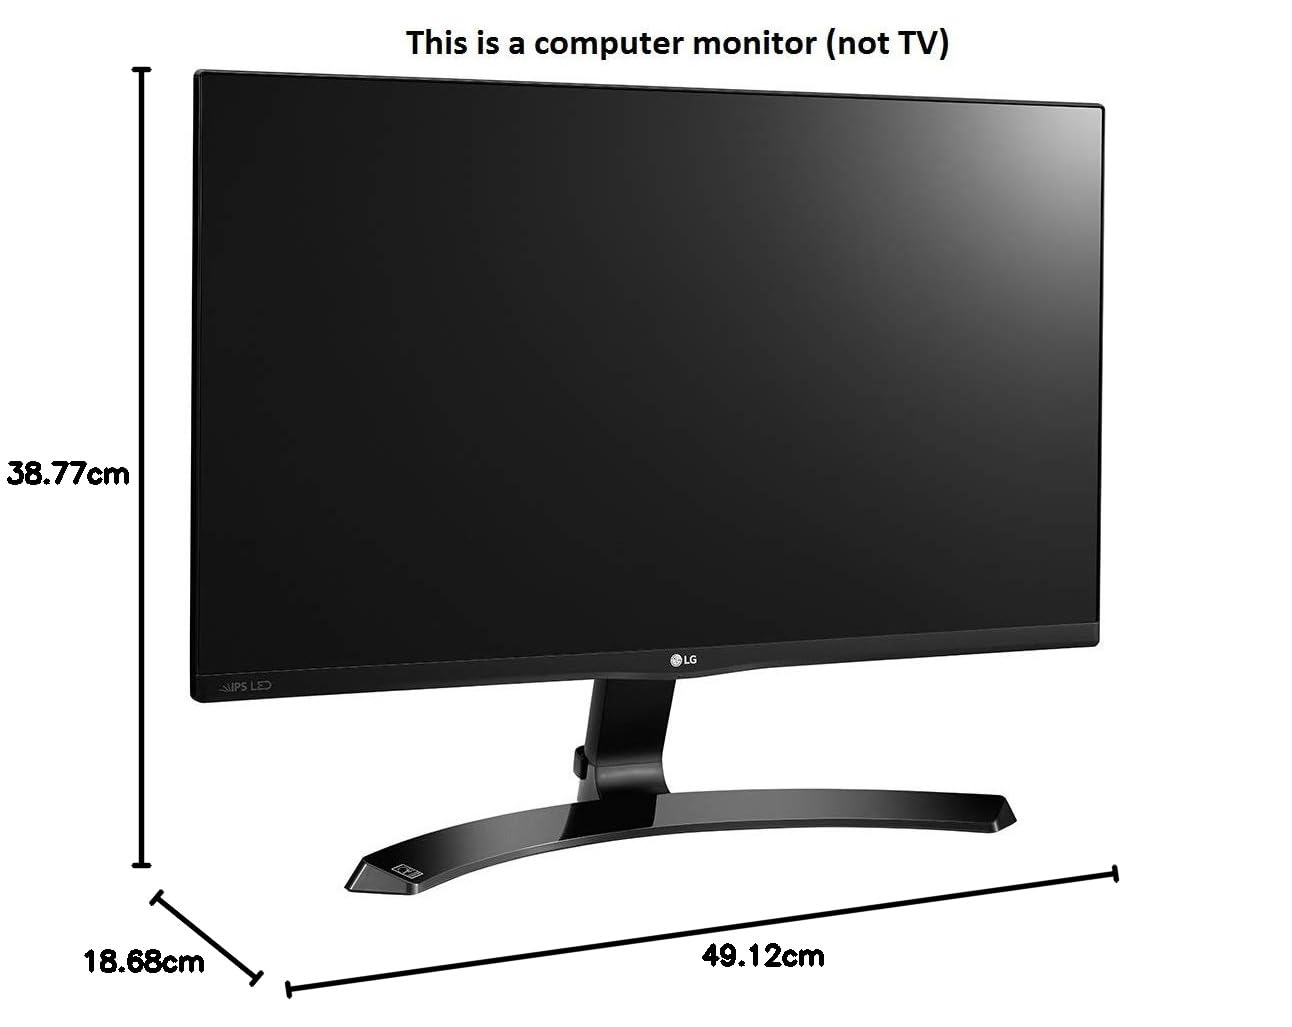 This is a computer monitor (not TV)
38.77cm
LG
IPS LED
18.68cm
49.12cm